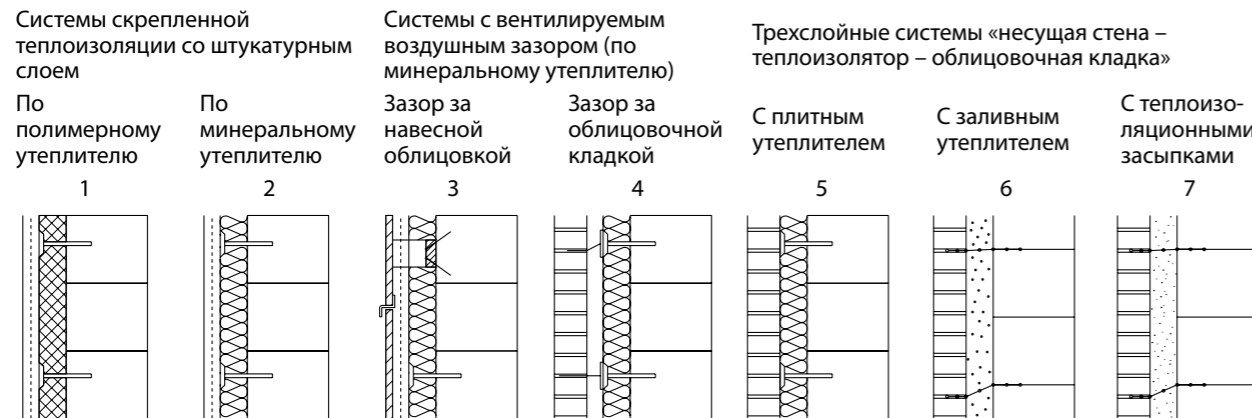 Системы скрепленной
теплоизоляции со штукатурным
слоем
Системы с вентилируемым
воздушным зазором (по
минеральному утеплителю)
Трехслойные системы «несущая стена –
теплоизолятор – облицовочная кладка»
По
полимерному
утеплителю
По
минеральному
утеплителю
Зазор за
навесной
облицовкой
Зазор за
облицовочной
кладкой
С плитным
утеплителем
С заливным
утеплителем
С теплоизо-
ляционными
засыпками
1
2
3
4
5
6
7